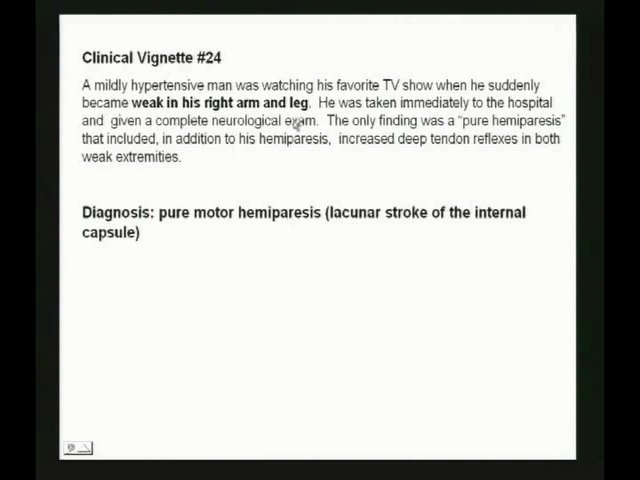 Clinical Vignette #24
A mildly hypertensive man was watching his favorite TV show when he suddenly
became weak in his right arm and leg. He was taken immediately to the hospital
and given a complete neurological exam. The only finding was a “pure hemiparesis”
that included, in addition to his hemiparesis, increased deep tendon reflexes in both
weak extremities.
Diagnosis: pure motor hemiparesis (lacunar stroke of the internal
capsule)